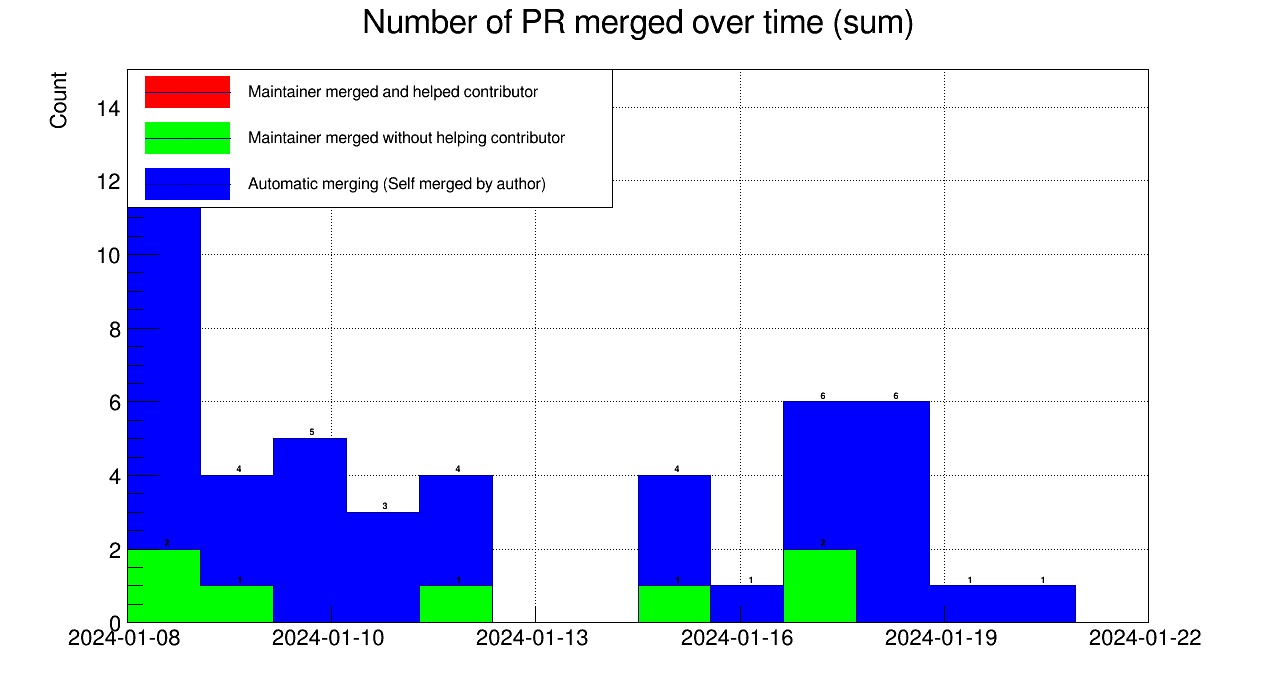 Number of PR merged over time (sum)
Count
Maintainer merged and helped contributor
Maintainer merged without helping contributor
Automatic merging (Self merged by author)
14
12
10
8
6
4
2
0
6 6
5
4 4 4
3
2 2
1 1 1 1 1 1 1
2024-01-08 2024-01-10 2024-01-13 2024-01-16 2024-01-19 2024-01-22